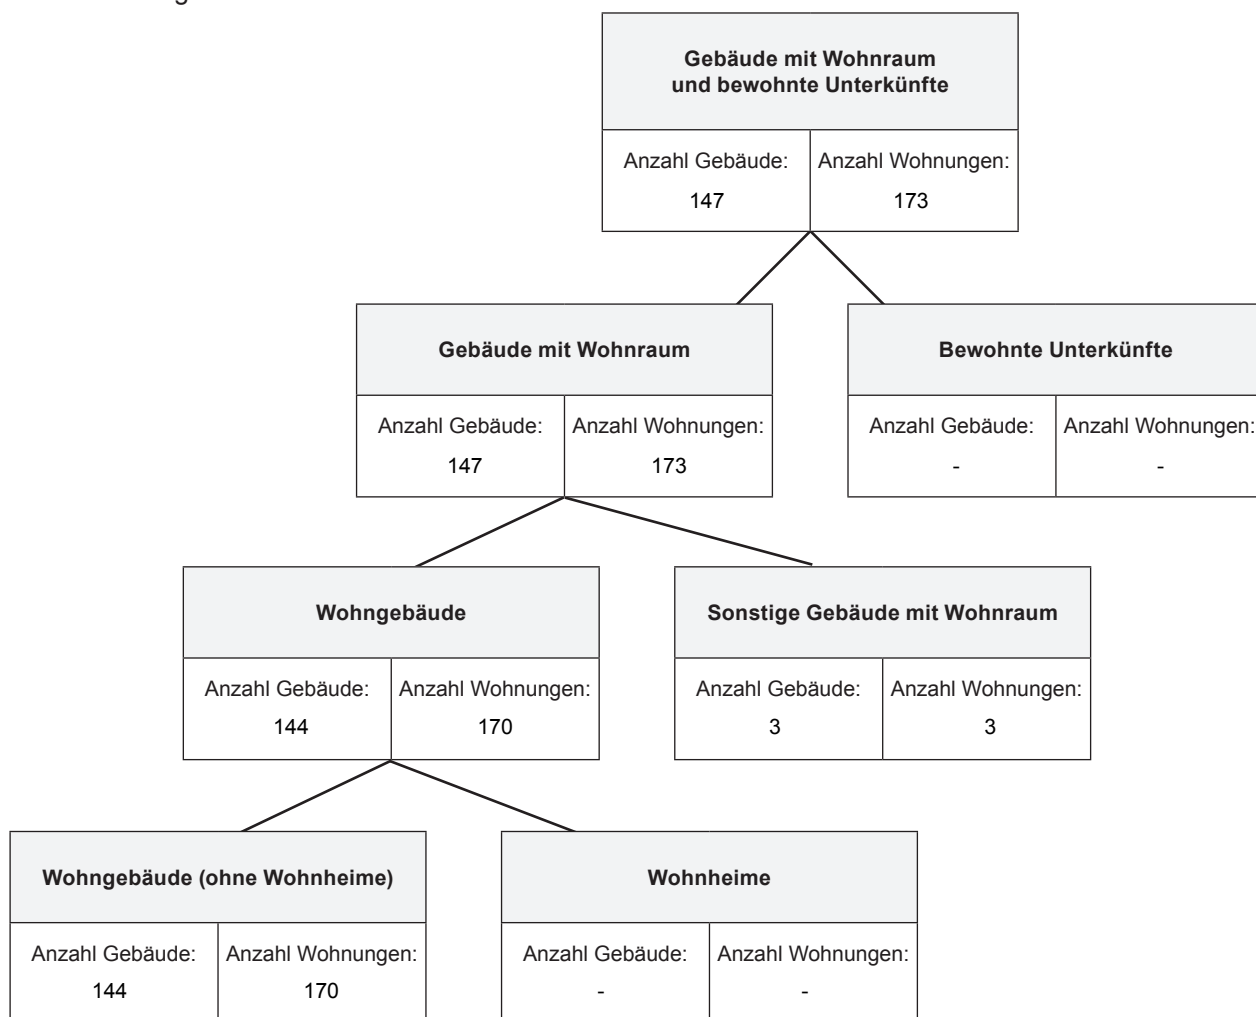 g
Gebäude mit Wohnraum
und bewohnte Unterkünfte
Anzahl Gebäude: Anzahl Wohnungen:
147 173
Gebäude mit Wohnraum Bewohnte Unterkünfte
Anzahl Gebäude: Anzahl Wohnungen: Anzahl Gebäude: Anzahl Wohnungen:
147 173 - -
Wohngebäude Sonstige Gebäude mit Wohnraum
Anzahl Gebäude: Anzahl Wohnungen: Anzahl Gebäude: Anzahl Wohnungen:
144 170 3 3
Wohngebäude (ohne Wohnheime) Wohnheime
Anzahl Gebäude: Anzahl Wohnungen: Anzahl Gebäude: Anzahl Wohnungen:
144 170 - -